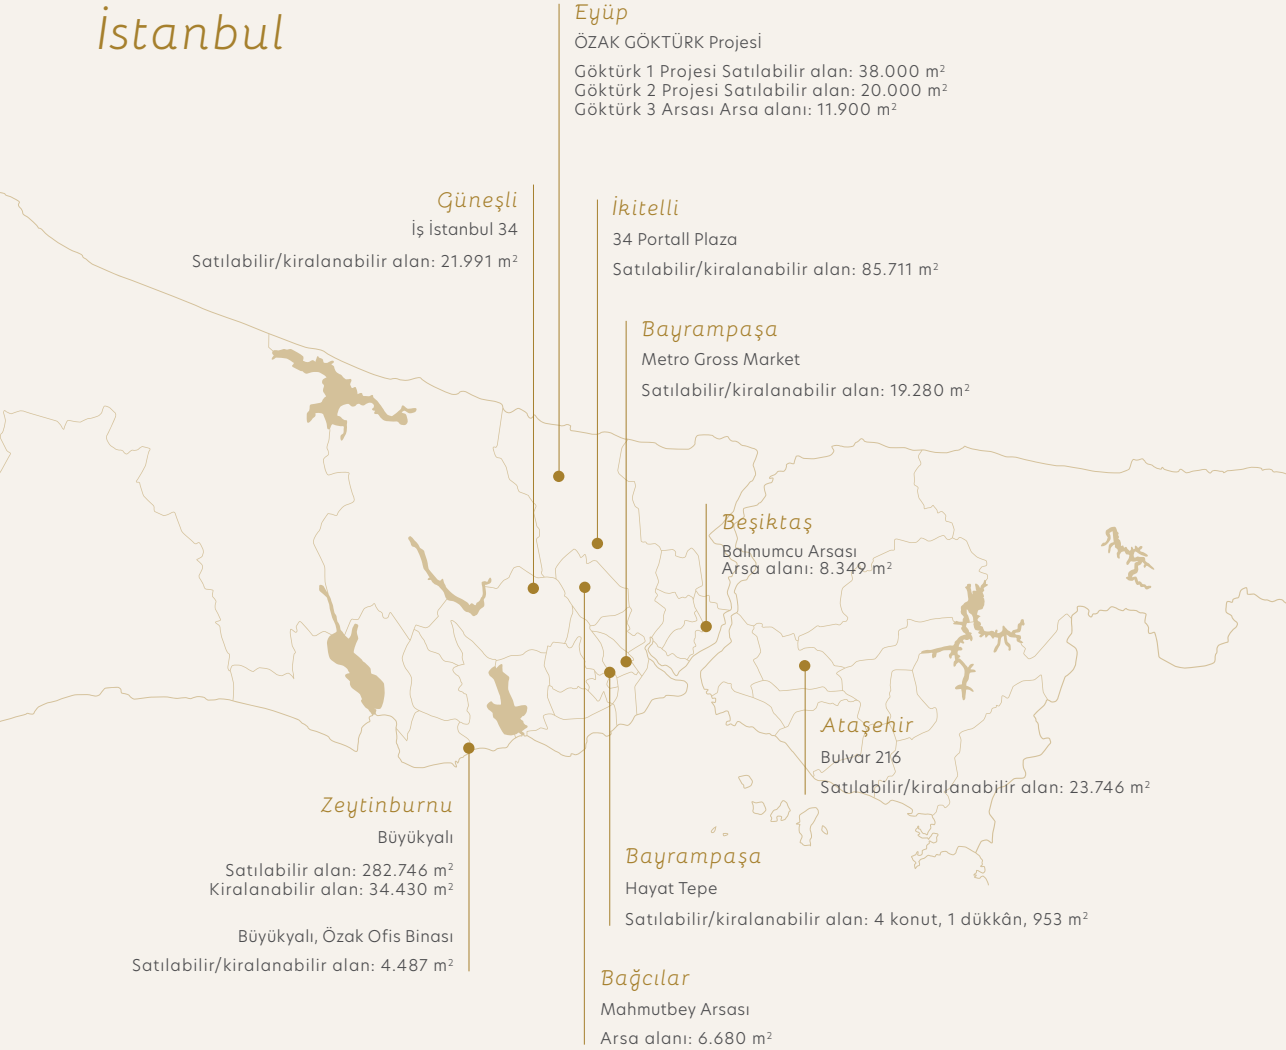 İstanbul
Eyüp
ÖZAK GÖKTÜRK Projesİ
Göktürk 1 Projesi Satılabilir alan: 38.000 m²
Göktürk 2 Projesi Satılabilir alan: 20.000 m²
Göktürk 3 Arsası Arsa alanı: 11.900 m²
Güneşli
İş İstanbul 34
Satılabilir/kiralanabilir alan: 21.991 m²
İkitelli
34 Portall Plaza
Satılabilir/kiralanabilir alan: 85.711 m²
Bayrampaşa
Metro Gross Market
Satılabilir/kiralanabilir alan: 19.280 m²
Beşiktaş
Balmumcu Arsası
Arsa alanı: 8.349 m²
Ataşehir
Bulvar 216
Satılabilir/kiralanabilir alan: 23.746 m²
Zeytinburnu
Büyükyalı
Satılabilir alan: 282.746 m²
Kiralanabilir alan: 34.430 m²
Büyükyalı, Özak Ofis Binası
Satılabilir/kiralanabilir alan: 4.487 m²
Bayrampaşa
Hayat Tepe
Satılabilir/kiralanabilir alan: 4 konut, 1 dükkân, 953 m²
Bağcılar
Mahmutbey Arsası
Arsa alanı: 6.680 m²